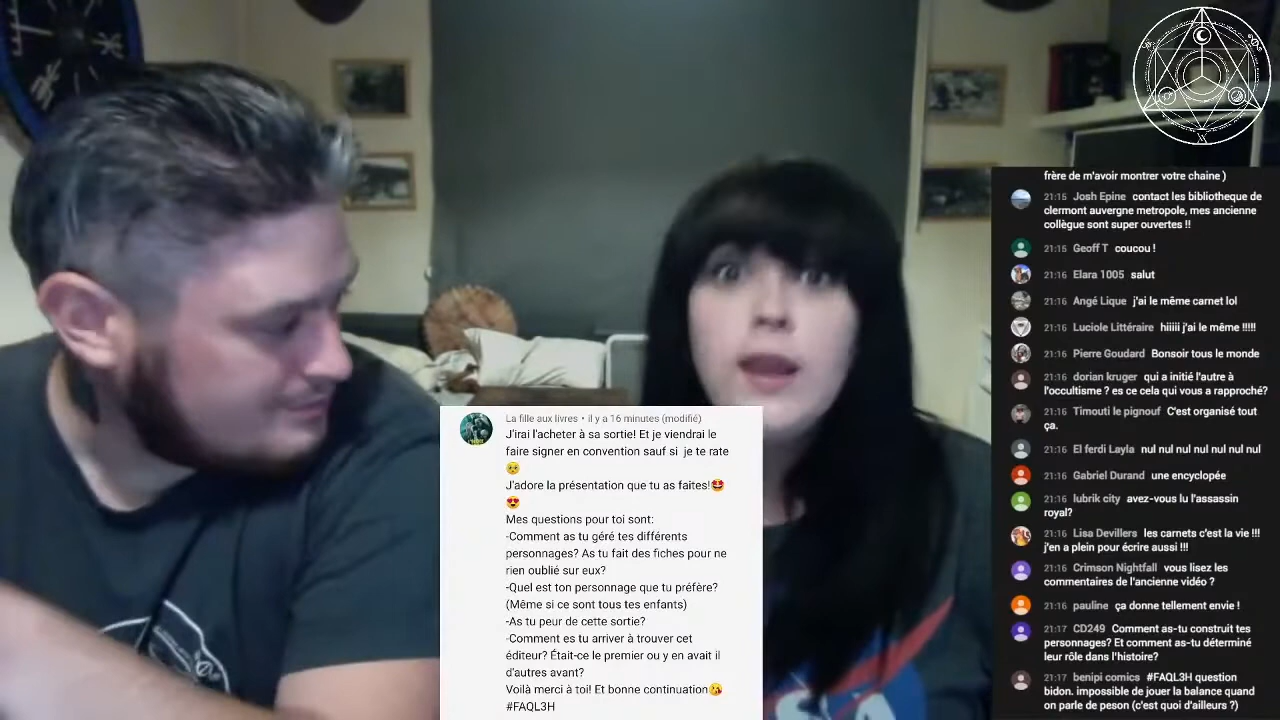 La fille aux livres • il y a 16 minutes (modifié)
J'irai l'acheter à sa sortie! Et je viendrai le
faire signer en convention sauf si je te rate
🥺
J'adore la présentation que tu as faites!🤩
😍
Mes questions pour toi sont:
-Comment as tu géré tes différents
personnages? As tu fait des fiches pour ne
rien oublié sur eux?
-Quel est ton personnage que tu préfère?
(Même si ce sont tous tes enfants)
-As tu peur de cette sortie?
-Comment es tu arriver à trouver cet
éditeur? Était-ce le premier ou y en avait il
d'autres avant?
Voilà merci à toi! Et bonne continuation😘
#FAQL3H
frère de m'avoir montrer votre chaine )
21:15 Josh Epine contact les bibliotheque de
clermont auvergne metropole, mes ancienne
collègue sont super ouvertes !!
21:15 Geoff T coucou !
21:16 Elara 1005 salut
21:16 Angé Lique j'ai le même carnet lol
21:16 Luciole Littéraire hiiiii j'ai le même !!!!!
21:16 Pierre Goudard Bonsoir tous le monde
21:16 dorian kruger qui a initié l'autre à
l'occultisme ? es ce cela qui vous a rapproché?
21:16 Timouti le pignouf C'est organisé tout
ça.
21:16 El ferdi Layla nul nul nul nul nul nul nul
21:16 Gabriel Durand une encyclopée
21:16 lubrik city avez-vous lu l'assassin
royal?
21:16 Lisa Devillers les carnets c'est la vie !!!
j'en a plein pour écrire aussi !!!
21:16 Crimson Nightfall vous lisez les
commentaires de l'ancienne vidéo ?
21:16 pauline ça donne tellement envie !
21:17 CD249 Comment as-tu construit tes
personnages? Et comment as-tu déterminé
leur rôle dans l'histoire?
21:17 benipi comics #FAQL3H question
bidon. impossible de jouer la balance quand
on parle de peson (c'est quoi d'ailleurs ?)